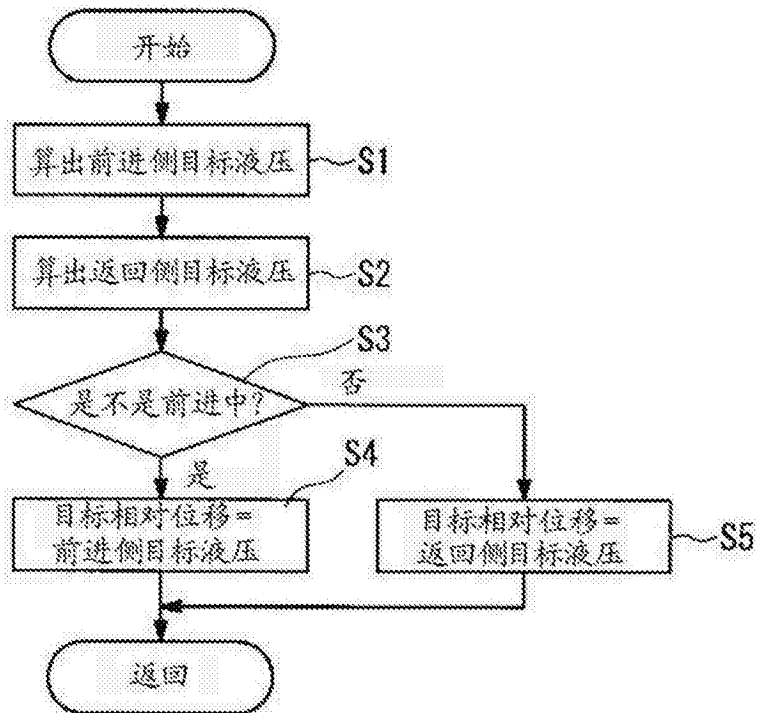 开始
算出前进侧目标液压
S1
算出返回侧目标液压
S2
S3
是不是前进中?
否
是
S4
目标相对位移=
前进侧目标液压
目标相对位移=
返回侧目标液压
S5
返回